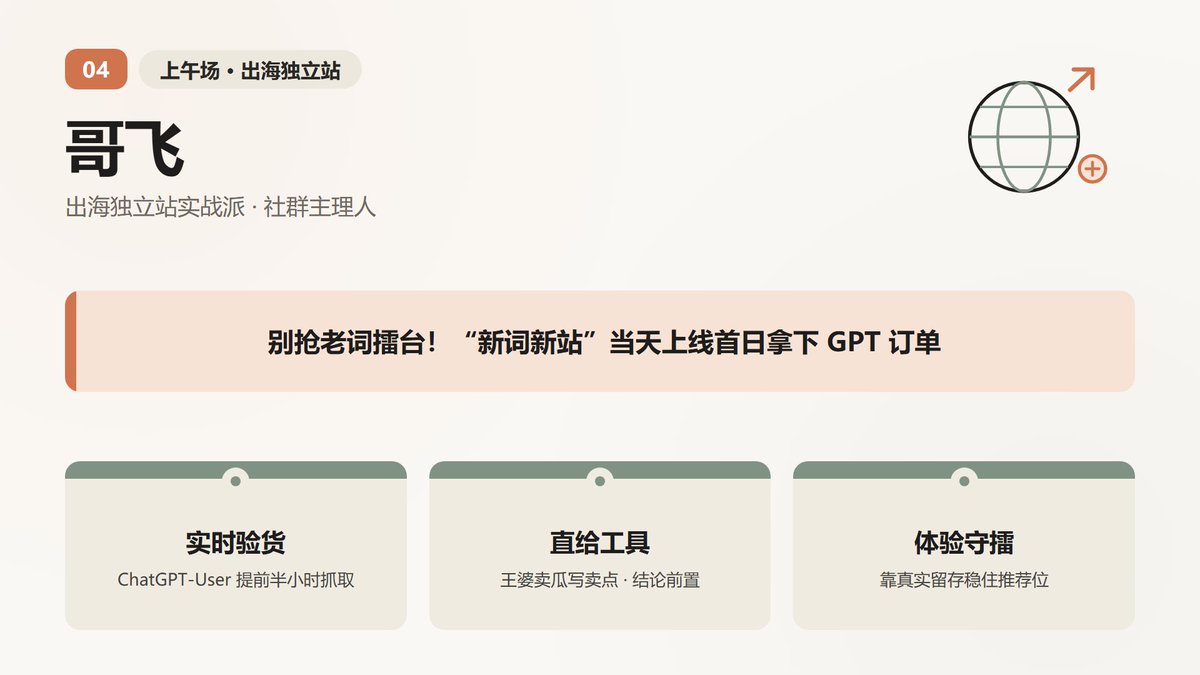 04
上午场·出海独立站
哥飞
出海独立站实战派 · 社群主理人
别抢老词擂台！“新词新站”当天上线首日拿下 GPT 订单
实时验货
ChatGPT-User 提前半小时抓取
直给工具
王婆卖瓜写卖点 · 结论前置
体验守擂
靠真实留存稳住推荐位